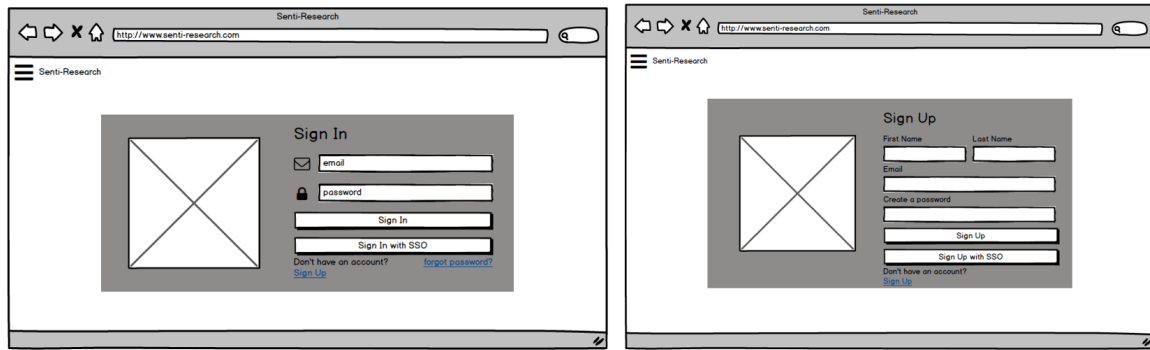 Senti-Research
http://www.senti-research.com
Senti-Research
Sign In
email
password
Sign In
Sign In with SSO
Don't have an account? forgot password?
Sign Up
Senti-Research
http://www.senti-research.com
Senti-Research
Sign Up
First Name Last Name
Email
Create a password
Sign Up
Sign Up with SSO
Don't have an account?
Sign Up